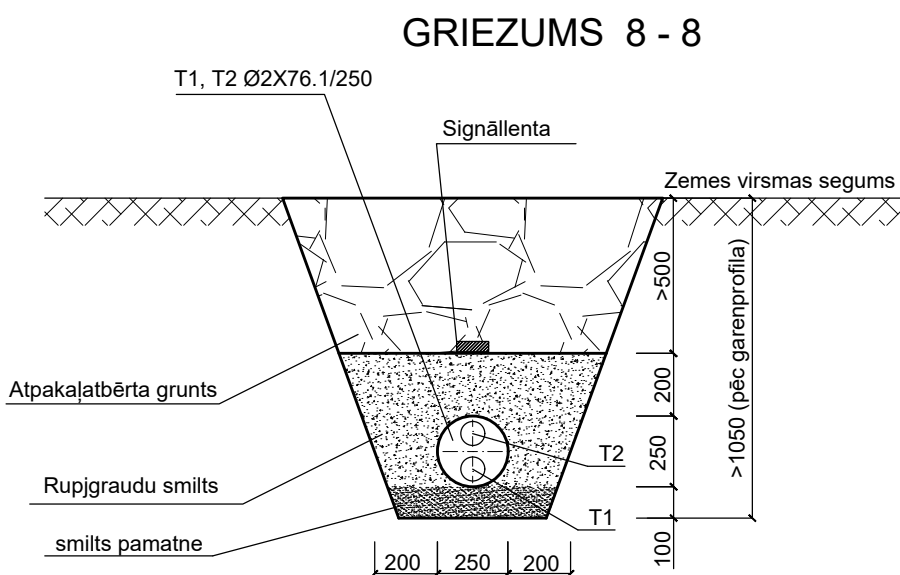 GRIEZUMS 8 - 8
T1, T2 Ø2X76.1/250
Signāllenta
Zemes virsmas segums
>500
>1050 (pēc garenprofila)
Atpakaļatbērta grunts
200
250
T2
Rupjgraudu smilts
T1
smilts pamatne
100
200 250 200